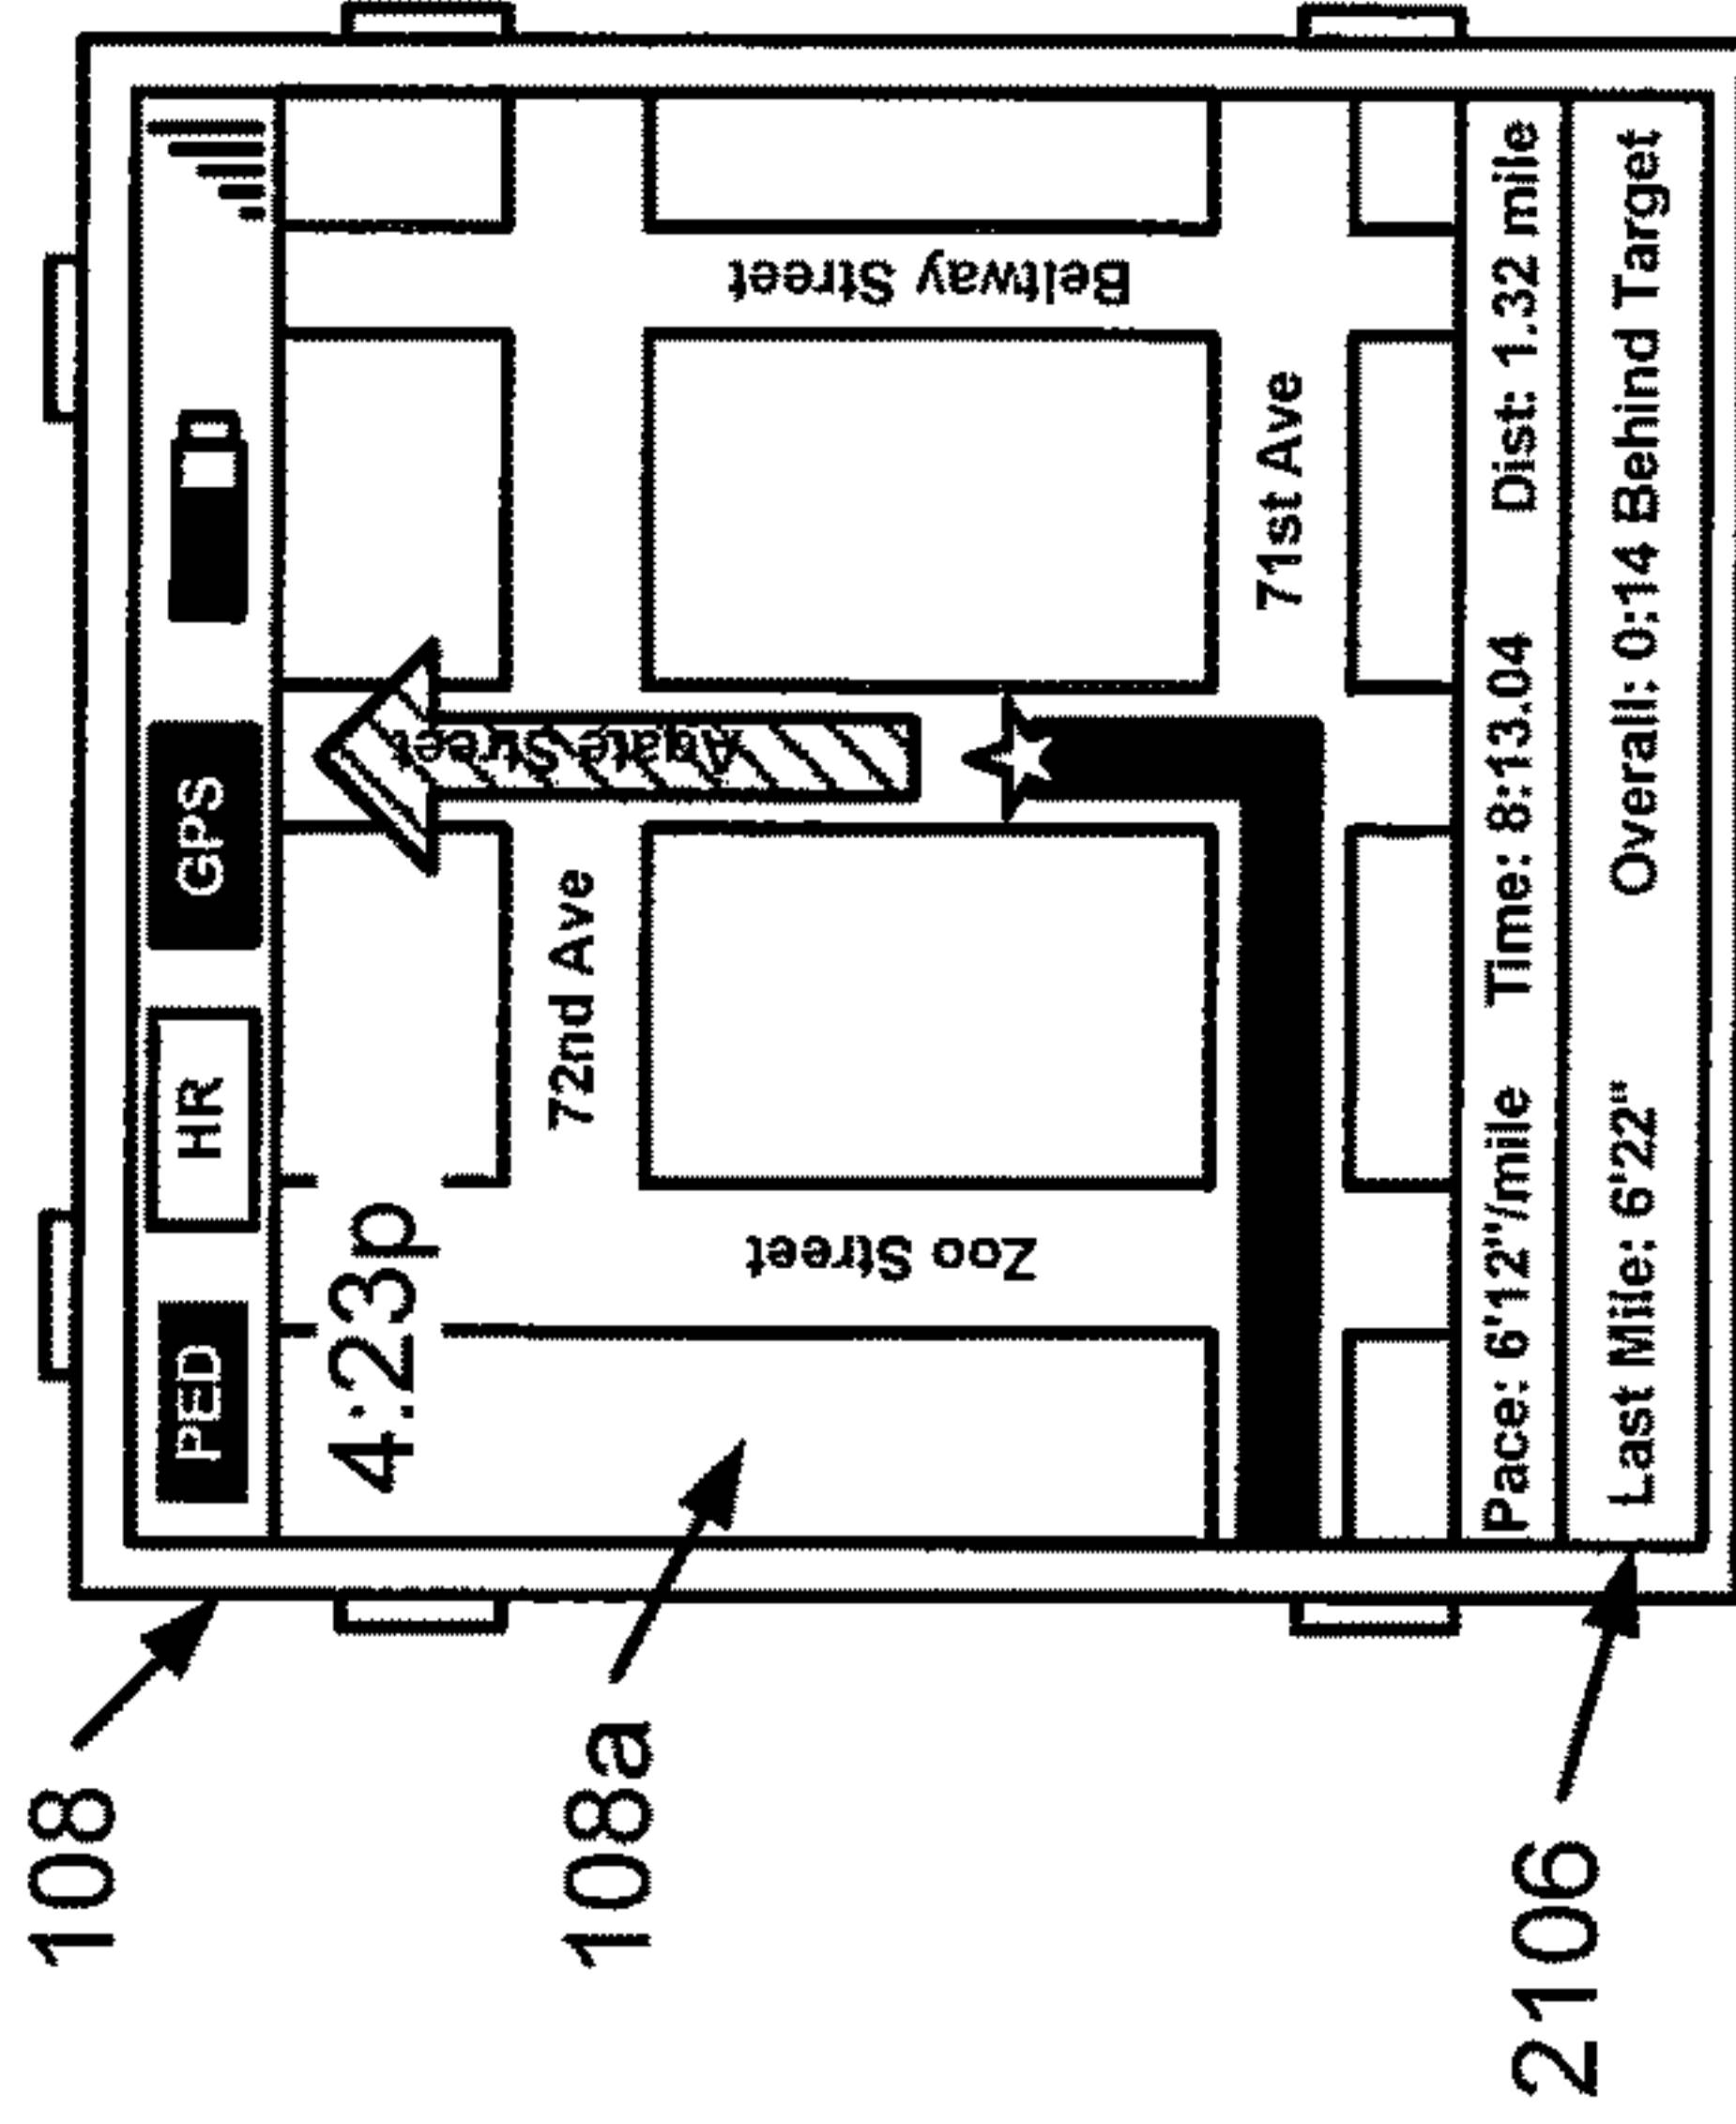 108
108a
2106
PED HR GPS
4:23p
72nd Ave
Agate Street
Zoo Street
Beltway Street
71st Ave
Pace: 6'12"/mile Time: 8:13.04 Dist: 1.32 mile
Last Mile: 6'22" Overall: 0:14 Behind Target